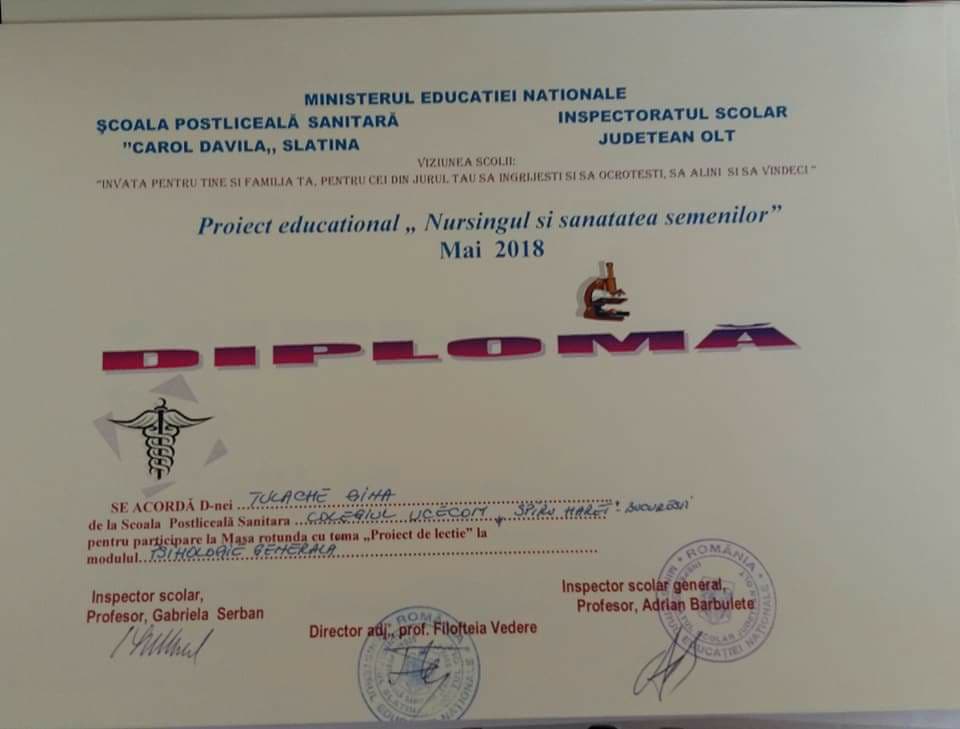 MINISTERUL EDUCATIEI NATIONALE
ŞCOALA POSTLICEALĂ SANITARĂ
"CAROL DAVILA,, SLATINA
INSPECTORATUL SCOLAR
JUDETEAN OLT
VIZIUNEA SCOLII:
"INVATA PENTRU TINE SI FAMILIA TA, PENTRU CEI DIN JURUL TAU SA INGRIJESTI SI SA OCROTESTI, SA ALINI SI SA VINDECI "
Proiect educational „ Nursingul si sanatatea semenilor"
Mai 2018
DIPLOMĂ
SE ACORDĂ D-nei TULACHE GINA
de la Scoala Postliceală Sanitara COLEGIUL UCECOM "SPIRU HARET" BUCURESTI
pentru participare la Masa rotunda cu tema „Proiect de lectie" la
modulul PSIHOLOGIE GENERALA
Inspector scolar,
Profesor, Gabriela Serban
Director adj, prof. Filofteia Vedere
Inspector scolar general,
Profesor, Adrian Barbulete
ROMÂNIA
ROMÂNIA